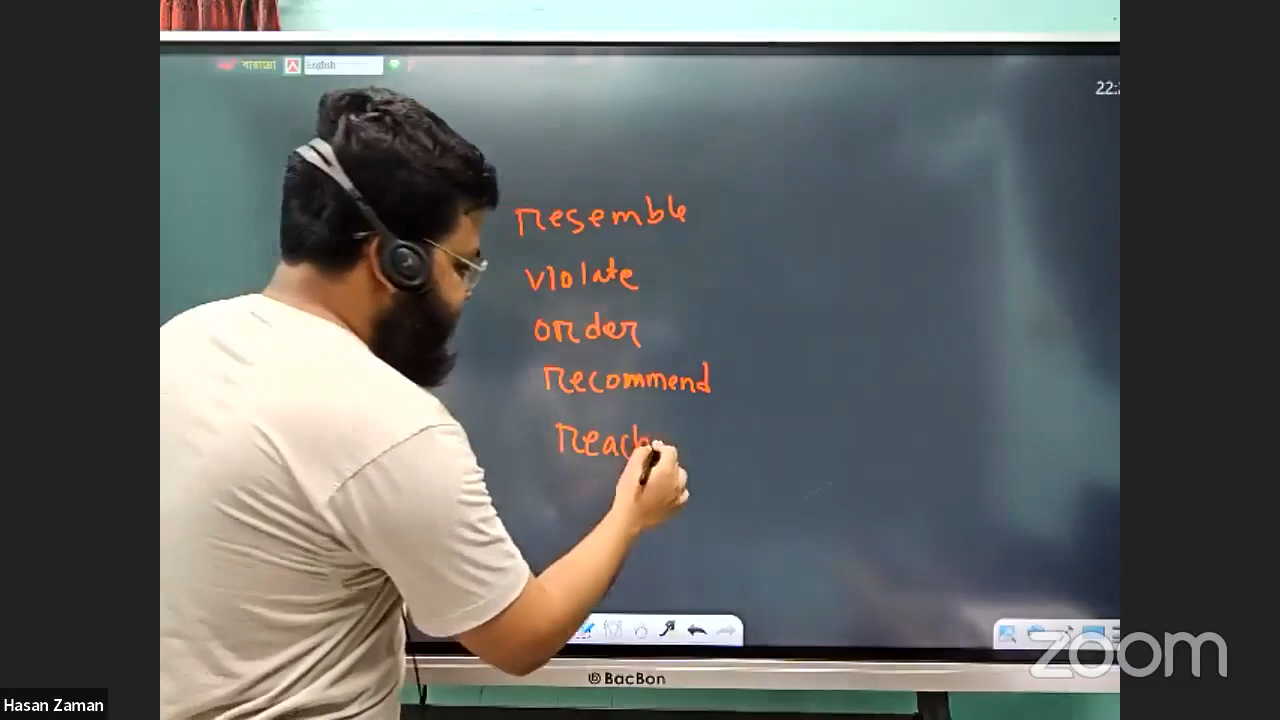 English
22:
resemble
violate
order
recommend
reach
BacBon
zoom
Hasan Zaman